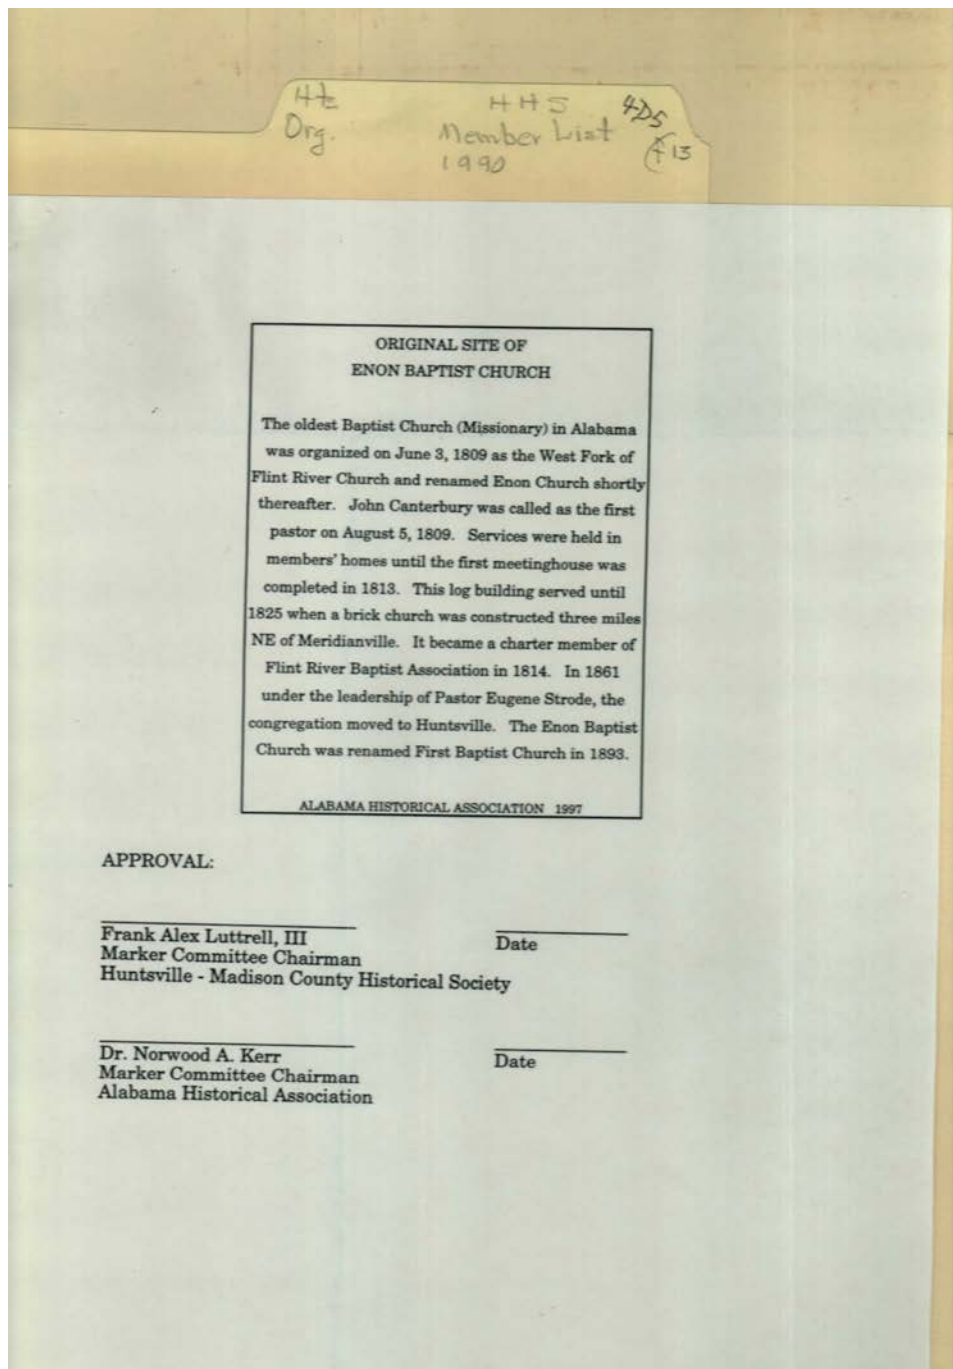 Org.
HHS
Member List
1990
4D5
13
ORIGINAL SITE OF
ENON BAPTIST CHURCH
The oldest Baptist Church (Missionary) in Alabama
was organized on June 3, 1809 as the West Fork of
Flint River Church and renamed Enon Church shortly
thereafter. John Canterbury was called as the first
pastor on August 5, 1809. Services were held in
members' homes until the first meetinghouse was
completed in 1813. This log building served until
1825 when a brick church was constructed three miles
NE of Meridianville. It became a charter member of
Flint River Baptist Association in 1814. In 1861
under the leadership of Pastor Eugene Strode, the
congregation moved to Huntsville. The Enon Baptist
Church was renamed First Baptist Church in 1893.
ALABAMA HISTORICAL ASSOCIATION 1997
APPROVAL:
Frank Alex Luttrell, III
Date
Marker Committee Chairman
Huntsville - Madison County Historical Society
Dr. Norwood A. Kerr
Date
Marker Committee Chairman
Alabama Historical Association